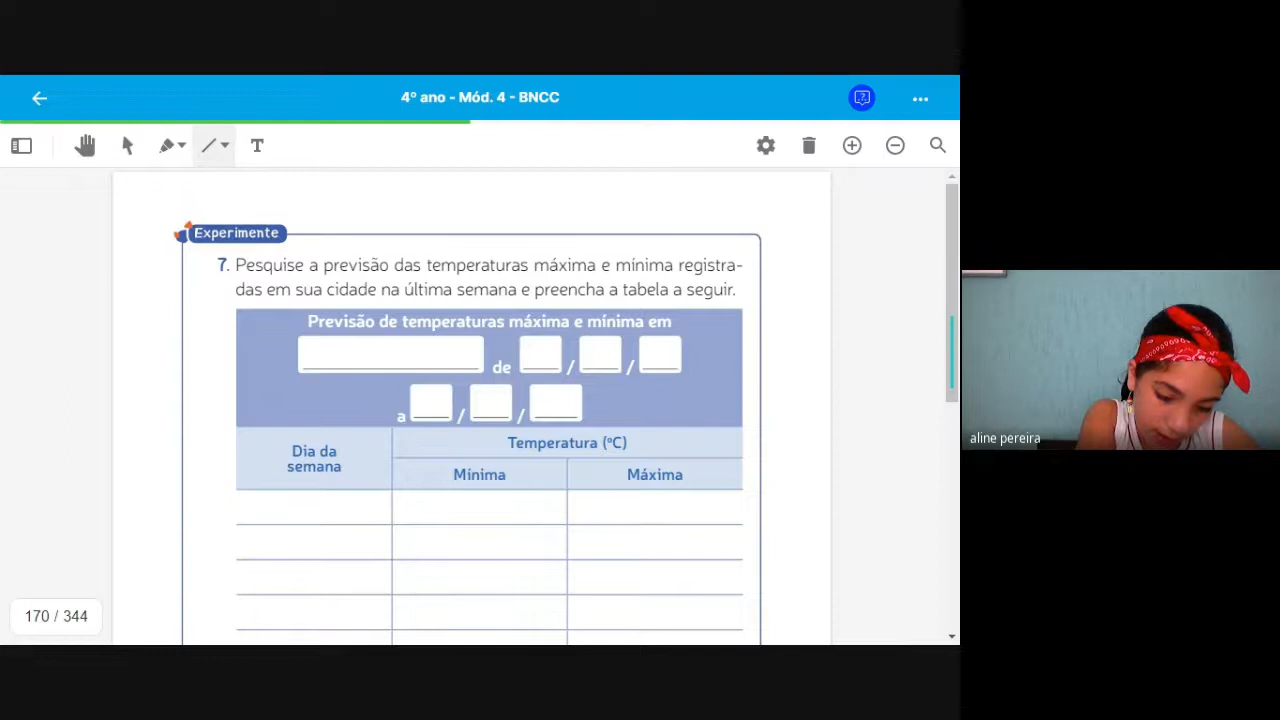 4º ano - Mód. 4 - BNCC
T
Experimente
7. Pesquise a previsão das temperaturas máxima e mínima registra-
das em sua cidade na última semana e preencha a tabela a seguir.
Previsão de temperaturas máxima e mínima em
de / /
a / /
Dia da
semana
Temperatura (ºC)
Mínima
Máxima
170 / 344
aline pereira